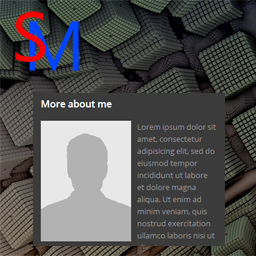 SM
More about me
Lorem ipsum dolor sit
amet, consectetur
adipisicing elit, sed do
eiusmod tempor
incididunt ut labore
et dolore magna
aliqua. Ut enim ad
minim veniam, quis
nostrud exercitation
ullamco laboris nisi ut